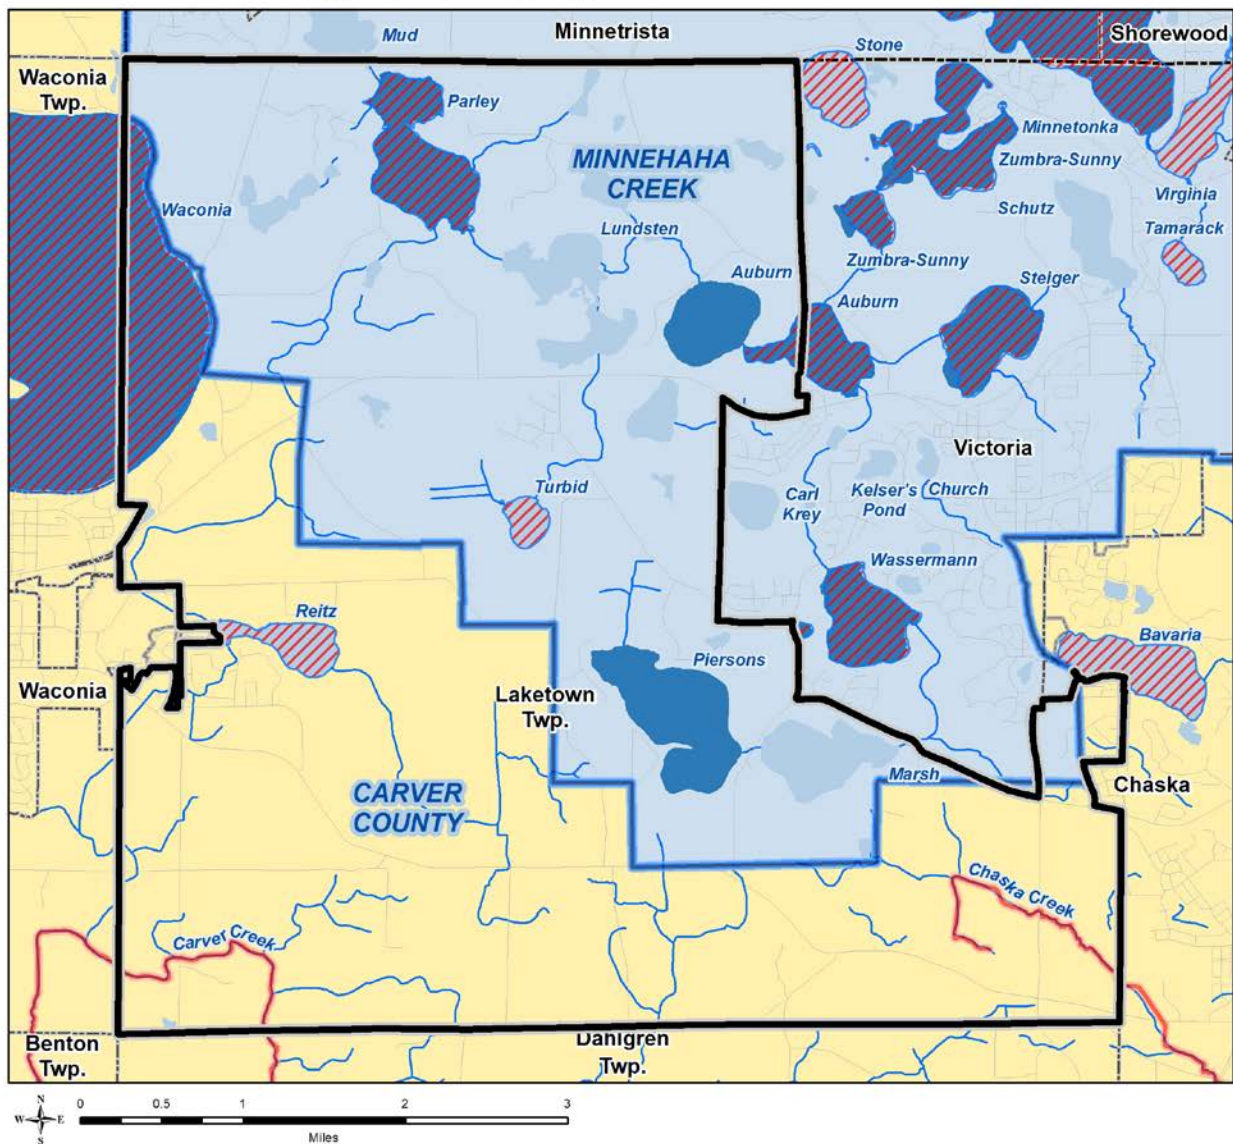 Mud
Minnetrista
Shorewood
Stone
Waconia
Twp.
Parley
Minnetonka
MINNEHAHA
CREEK
Zumbra-Sunny
Virginia
Waconia
Schutz
Lundsten
Tamarack
Zumbra-Sunny
Auburn
Steiger
Auburn
Victoria
Turbid
Carl
Krey
Kelser's
Pond
Church
Wassermann
Reitz
Bavaria
Piersons
Waconia
Laketown
Twp.
Marsh
Chaska
CARVER
COUNTY
Chaska Creek
Carver Creek
Benton
Twp.
Dahlgren
Twp.
N
W
E
S
0
0.5
1
2
3
Miles